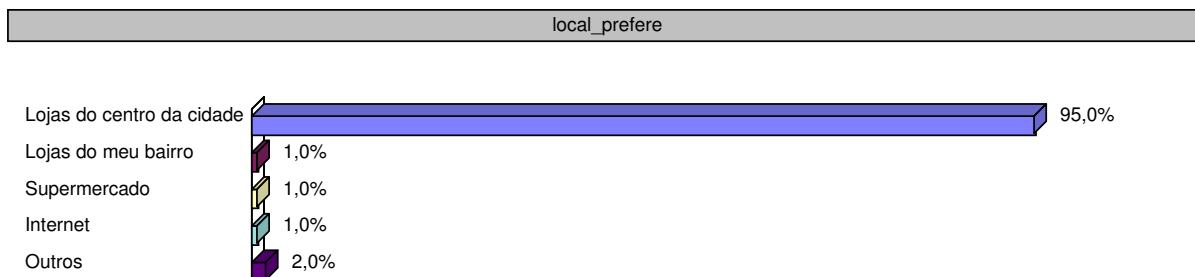 local_prefere
Lojas do centro da cidade 95,0%
Lojas do meu bairro 1,0%
Supermercado 1,0%
Internet 1,0%
Outros 2,0%